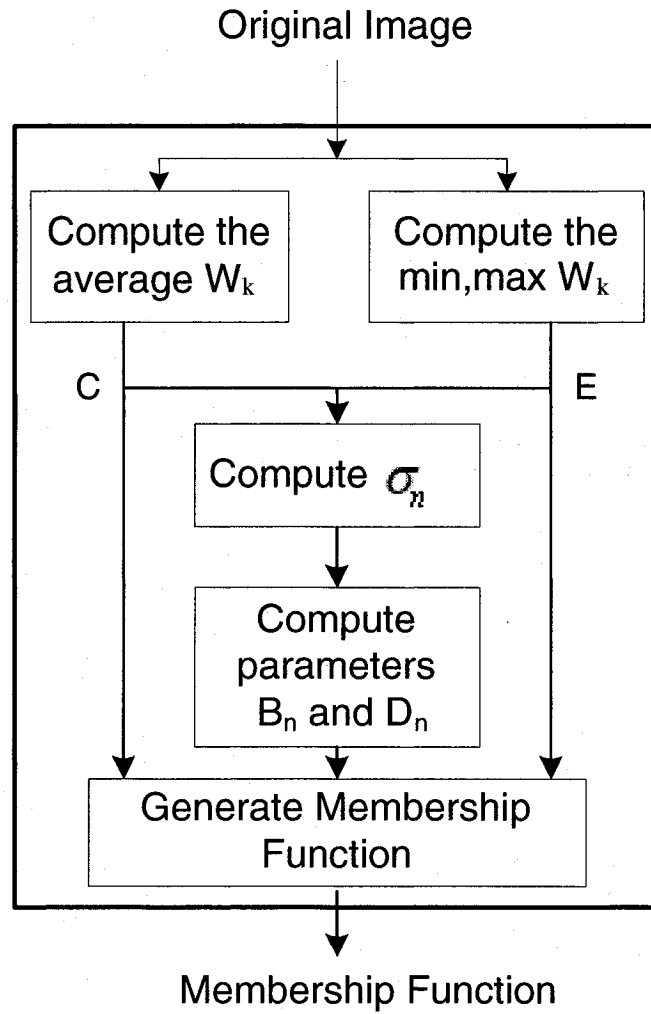 Original Image
Compute the
average Wk
Compute the
min,max Wk
C
E
Compute σn
Compute
parameters
Bn and Dn
Generate Membership
Function
Membership Function